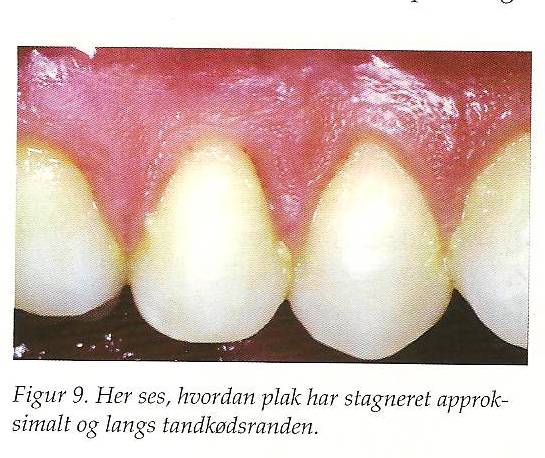 Figur 9. Her ses, hvordan plak har stagneret approk-
simalt og langs tandkødsranden.